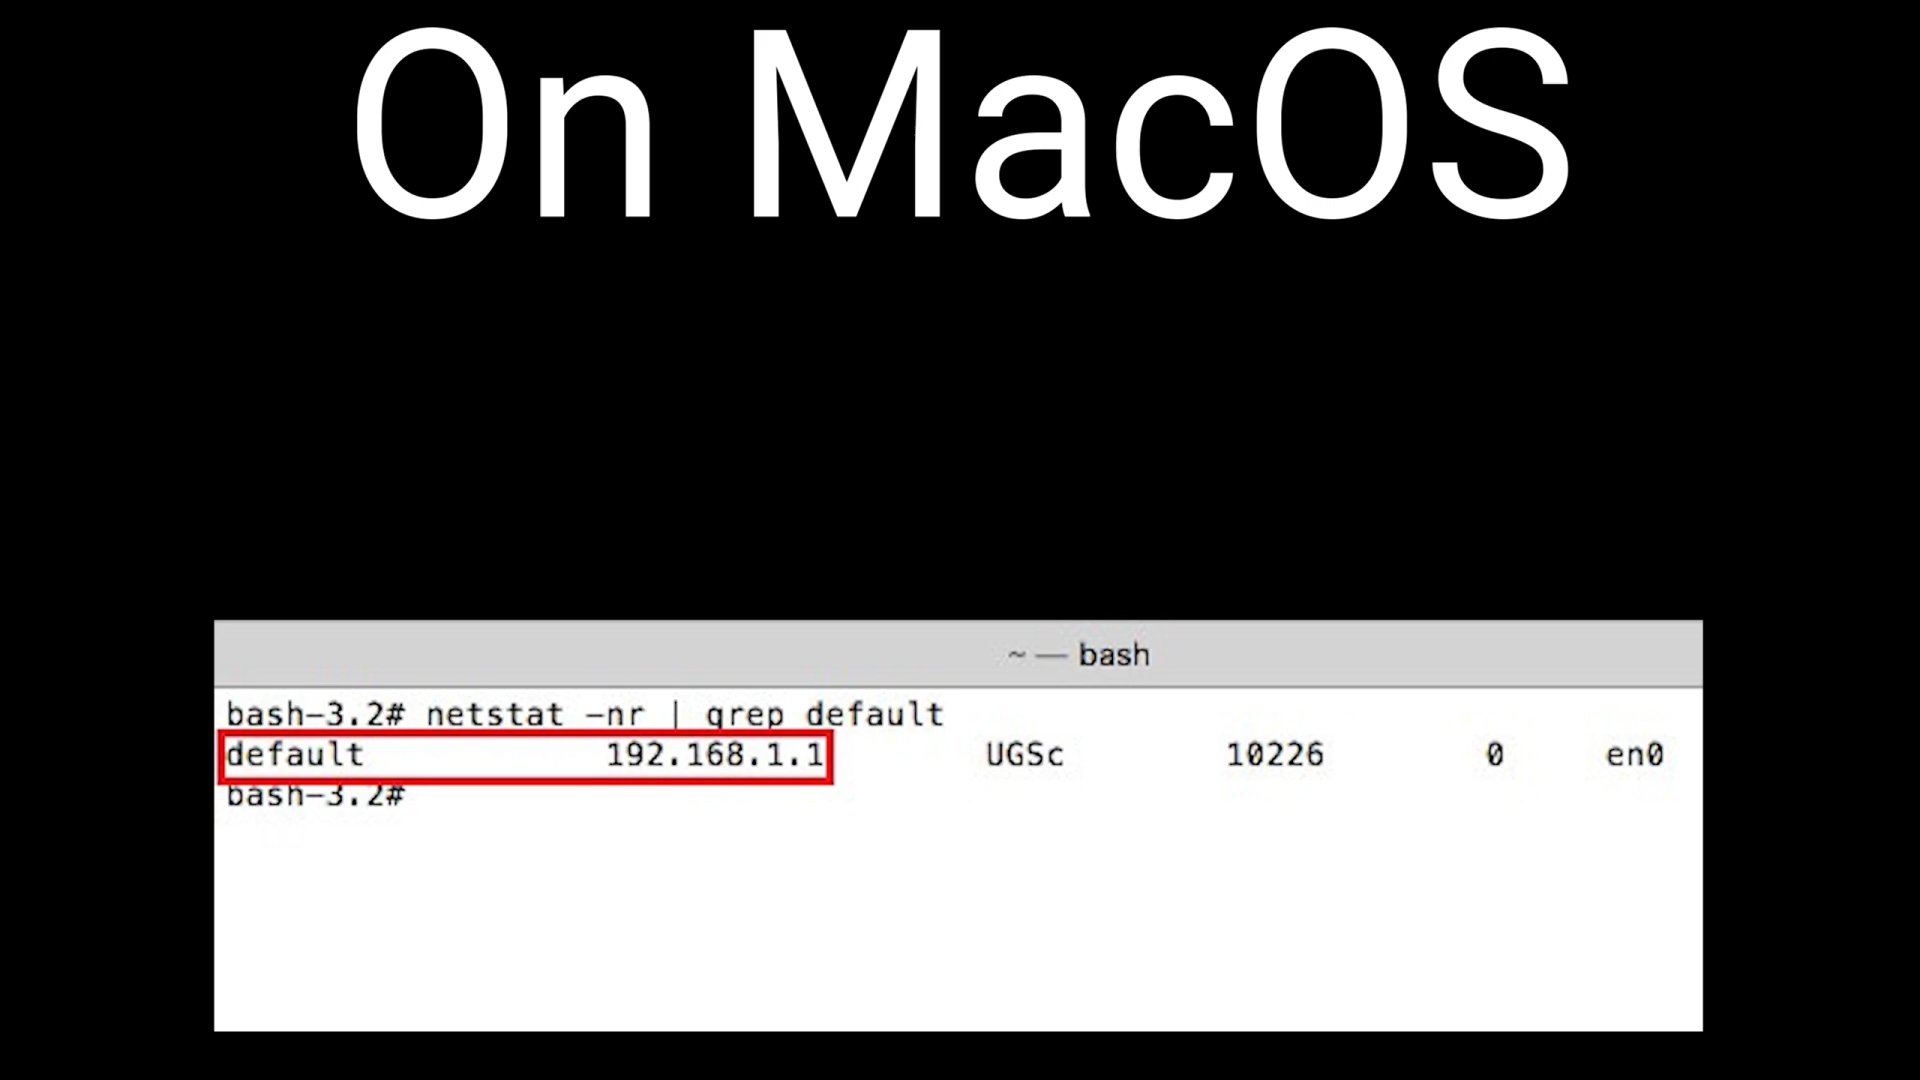 On MacOS
~ — bash
bash-3.2# netstat -nr | grep default
default 192.168.1.1 UGSc 10226 0 en0
bash-3.2#